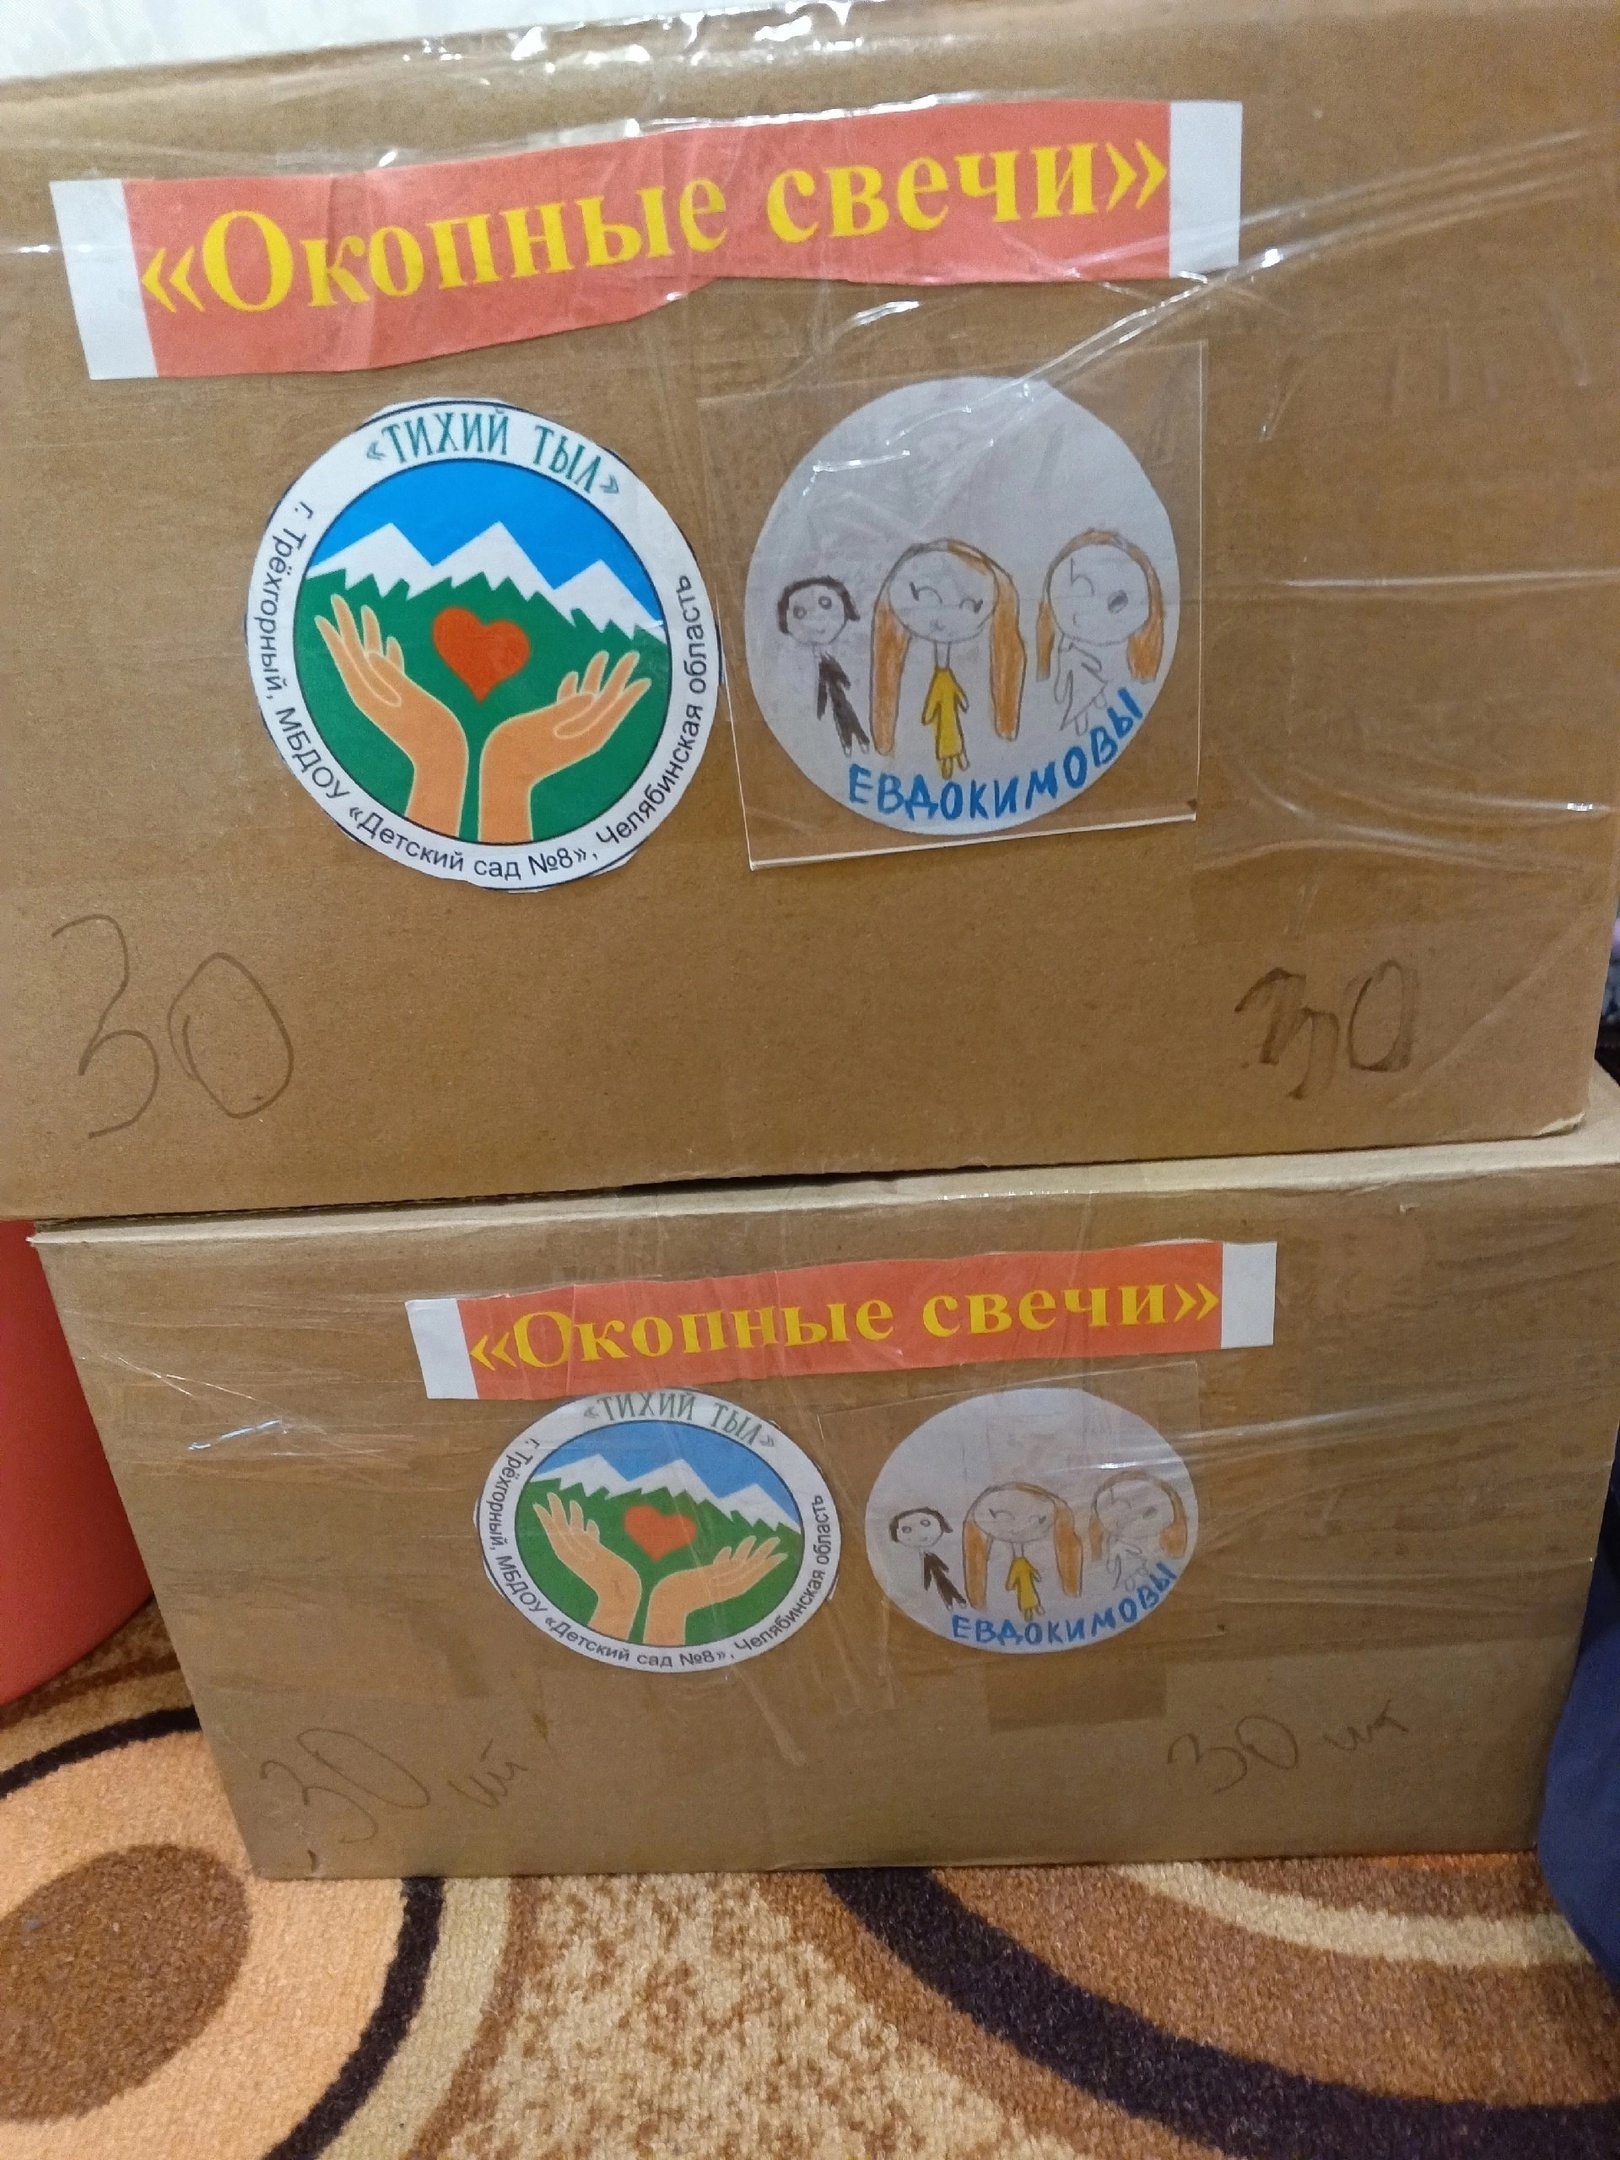 «Окопные свечи»
«ТИХИЙ ТЫЛ»
г. Трёхгорный, МБДОУ «Детский сад №8», Челябинская область
ЕВДОКИМОВЫ
30
30
«Окопные свечи»
«ТИХИЙ ТЫЛ»
г. Трёхгорный, МБДОУ «Детский сад №8», Челябинская область
ЕВДОКИМОВЫ
30 шт
30 шт